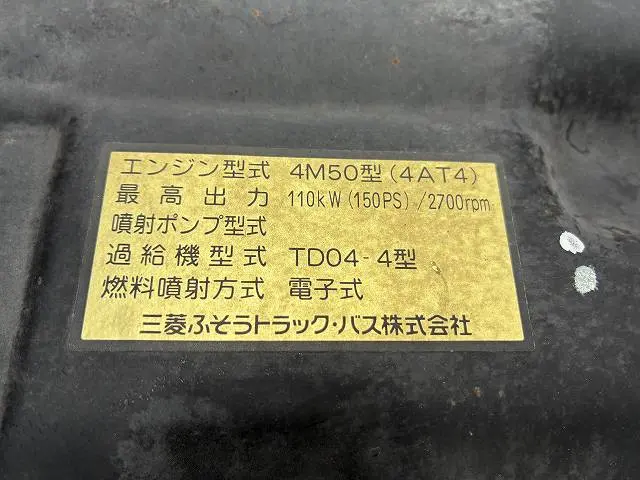 エンジン型式 4M50型(4AT4)
最高出力 110kW(150PS)/2700rpm
噴射ポンプ型式
過給機型式 TD04-4型
燃料噴射方式 電子式
三菱ふそうトラック・バス株式会社